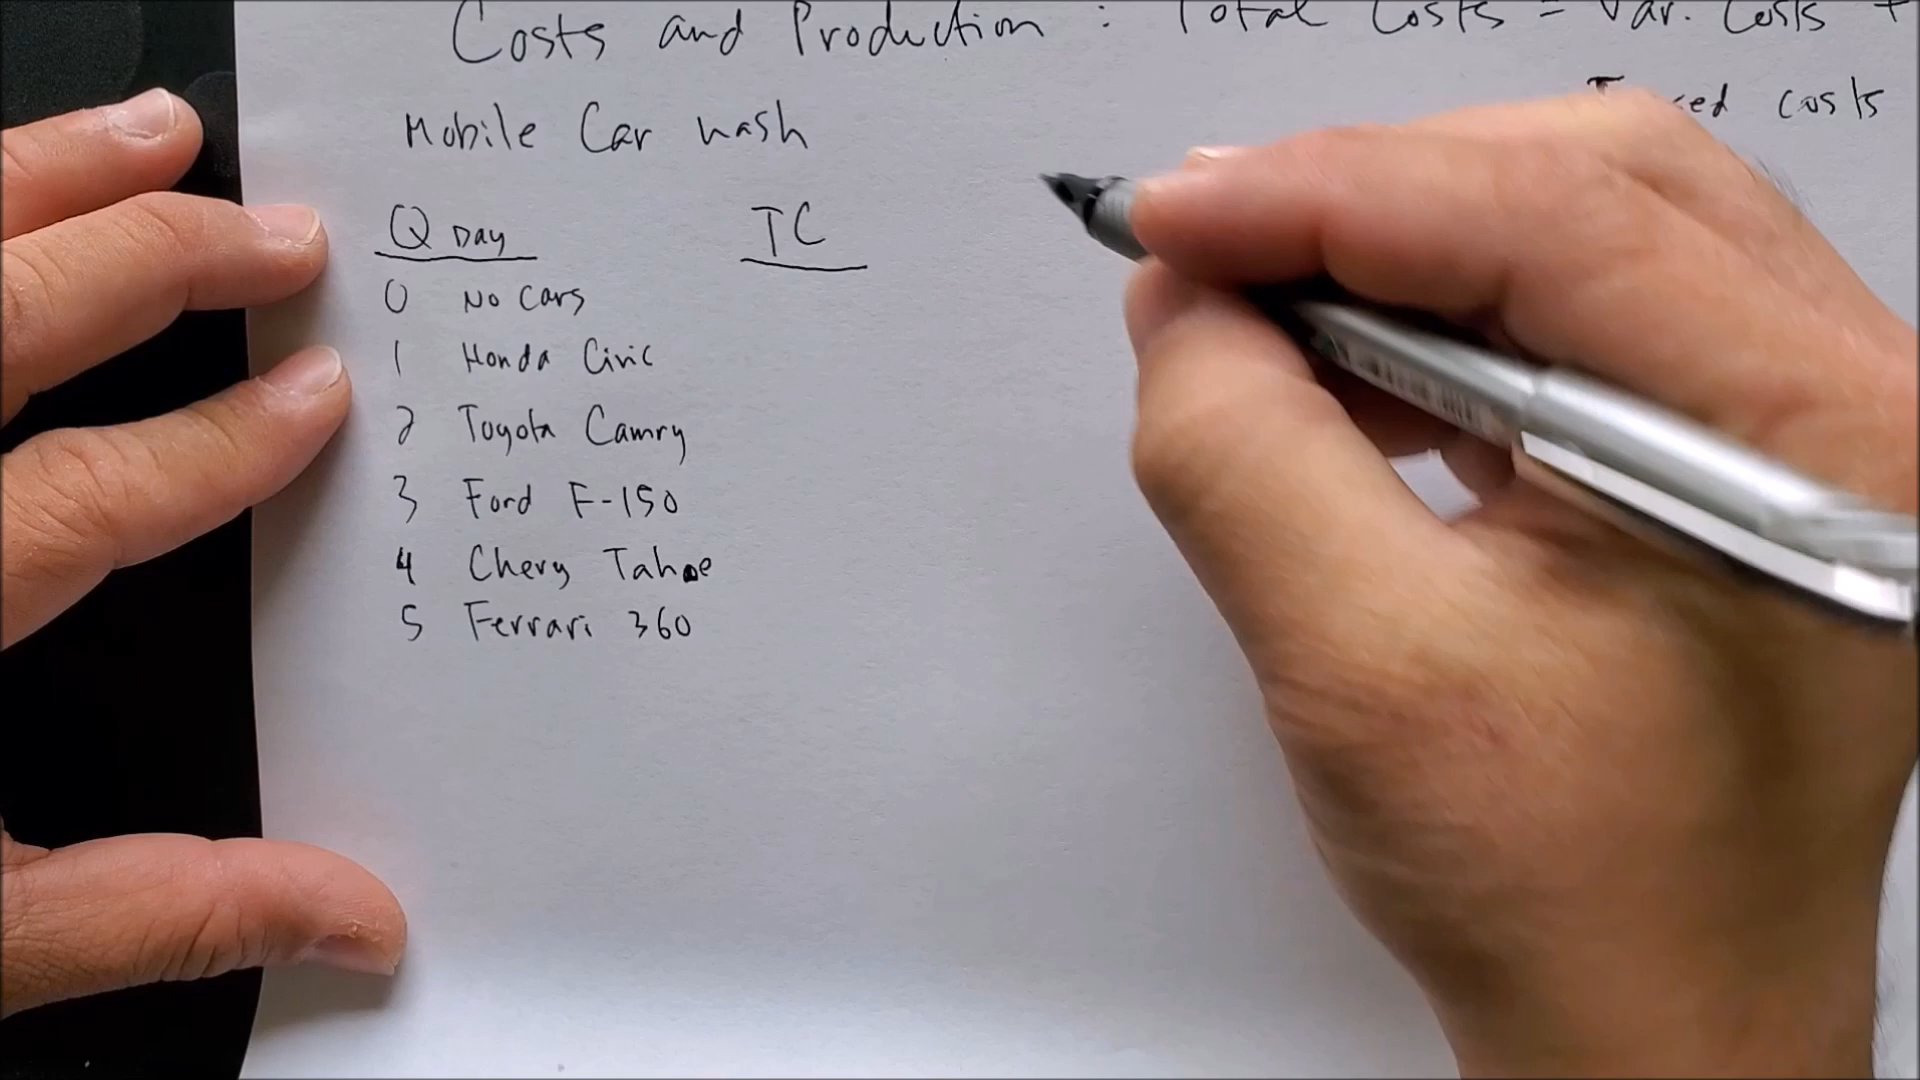 Costs and Production : Total Costs = Var. Costs +
costs
Mobile Car wash
Q Day TC
0 No Cars
1 Honda Civic
2 Toyota Camry
3 Ford F-150
4 Chevy Tahoe
5 Ferrari 360